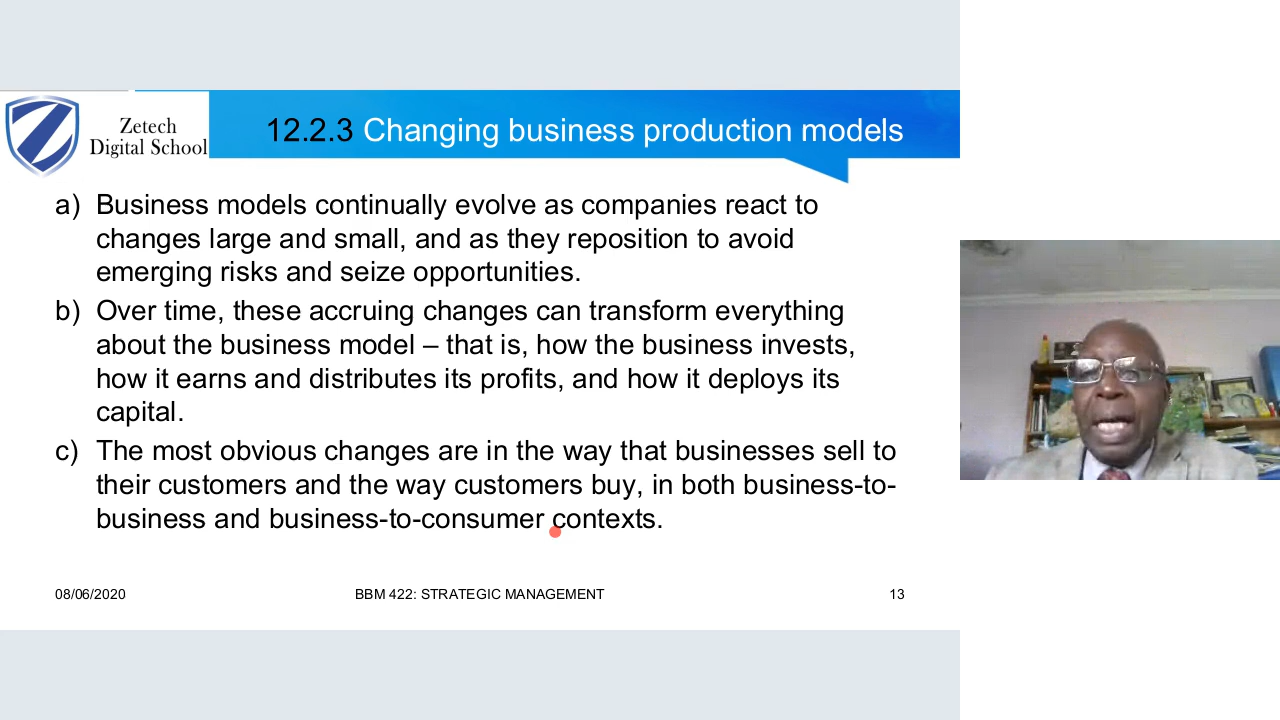 Zetech
Digital School
12.2.3 Changing business production models
a) Business models continually evolve as companies react to
changes large and small, and as they reposition to avoid
emerging risks and seize opportunities.
b) Over time, these accruing changes can transform everything
about the business model – that is, how the business invests,
how it earns and distributes its profits, and how it deploys its
capital.
c) The most obvious changes are in the way that businesses sell to
their customers and the way customers buy, in both business-to-
business and business-to-consumer contexts.
08/06/2020
BBM 422: STRATEGIC MANAGEMENT
13